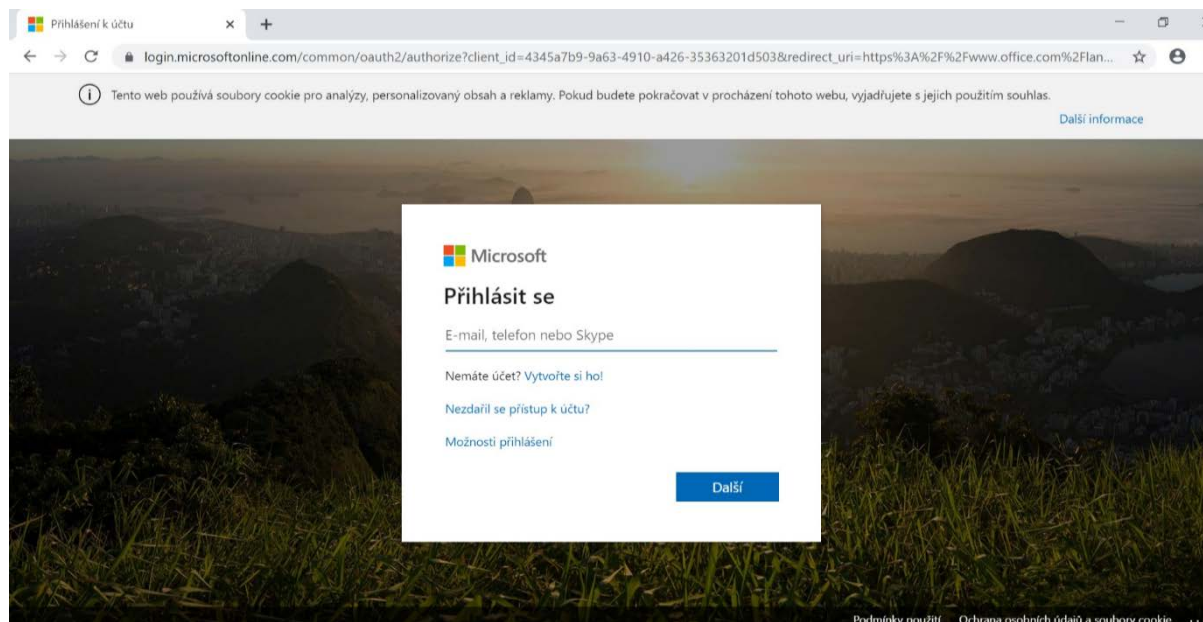 Přihlášení k účtu
login.microsoftonline.com/common/oauth2/authorize?client_id=4345a7b9-9a63-4910-a426-35363201d503&redirect_uri=https%3A%2F%2Fwww.office.com%2Flan...
Tento web používá soubory cookie pro analýzy, personalizovaný obsah a reklamy. Pokud budete pokračovat v procházení tohoto webu, vyjadřujete s jejich použitím souhlas.
Další informace
Microsoft
Přihlásit se
E-mail, telefon nebo Skype
Nemáte účet? Vytvořte si ho!
Nezdařil se přístup k účtu?
Možnosti přihlášení
Další
Podmínky použití Ochrana osobních údajů a soubory cookie